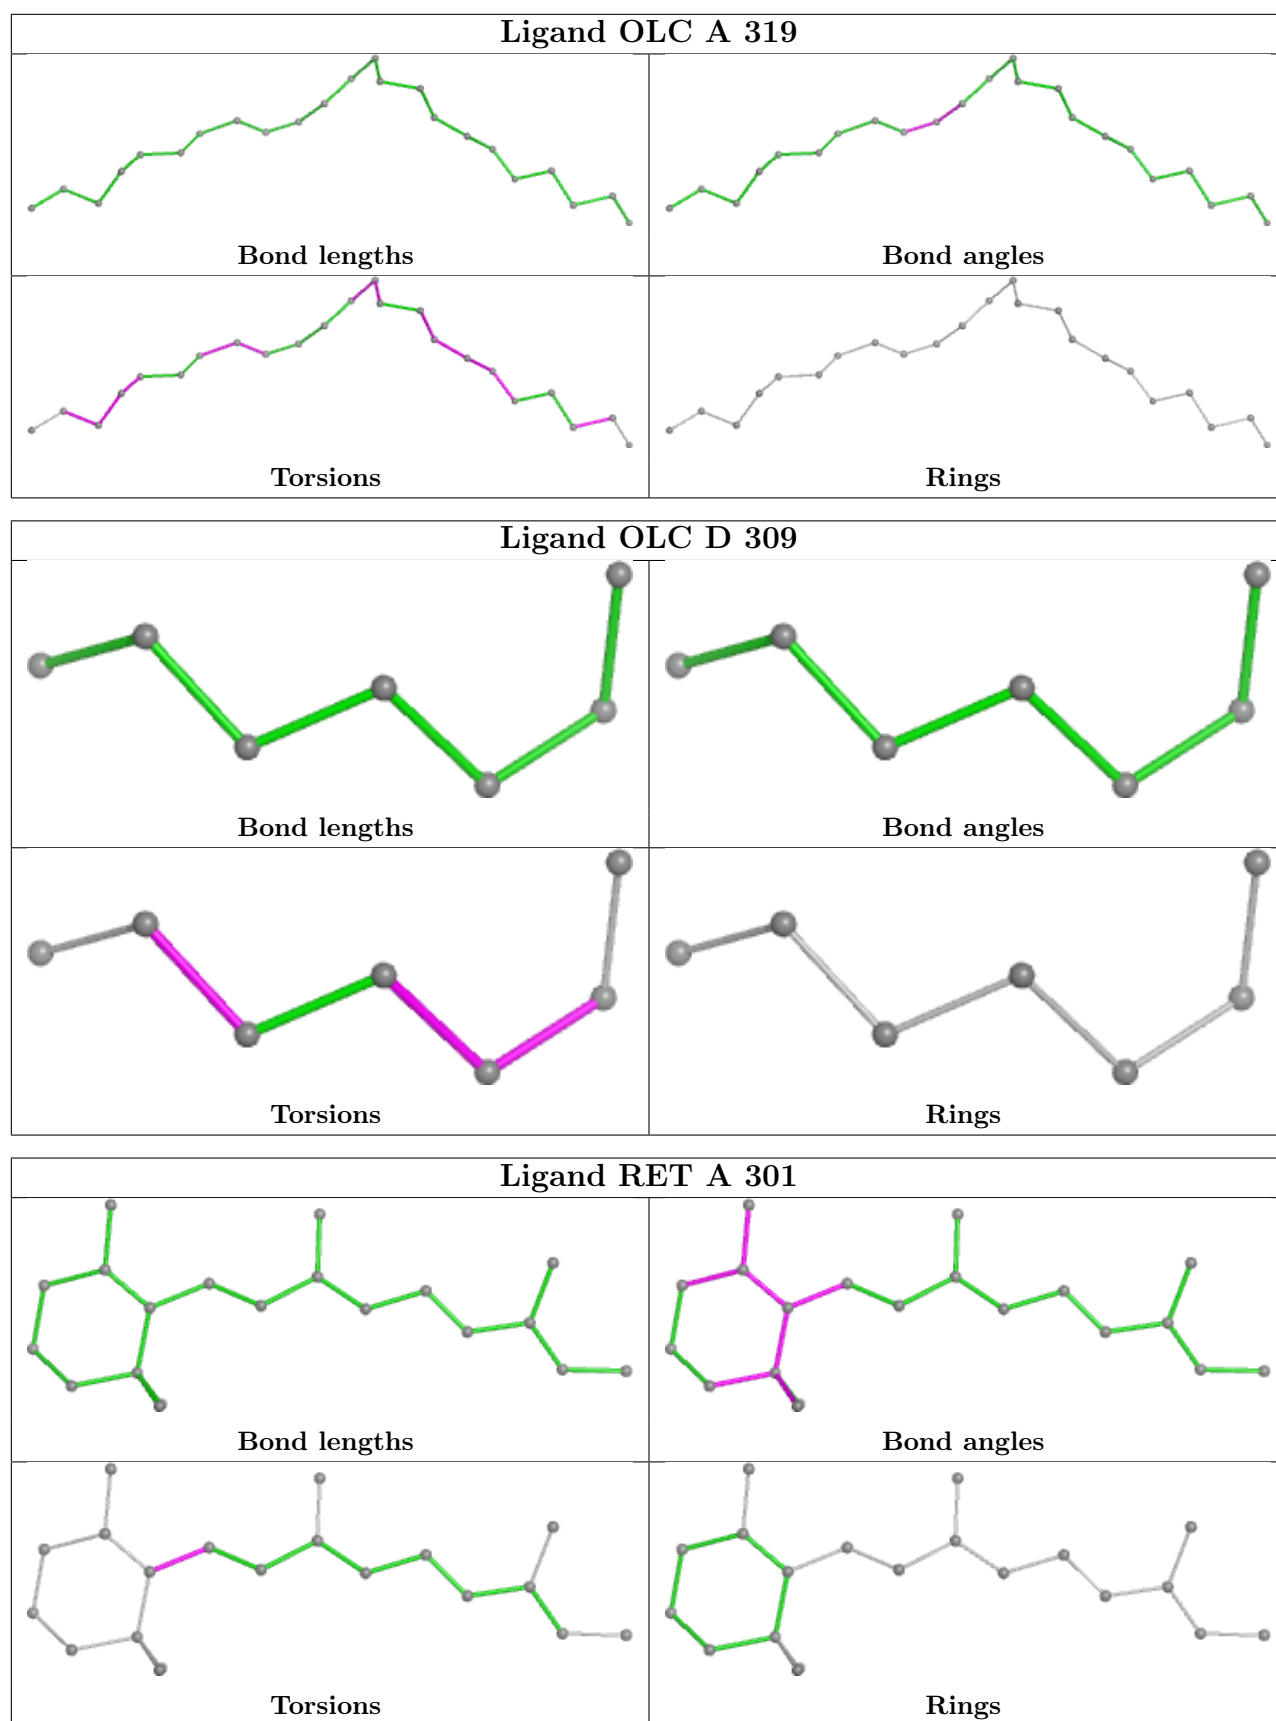 Ligand OLC A 319
Bond lengths
Bond angles
Torsions
Rings
Ligand OLC D 309
Bond lengths
Bond angles
Torsions
Rings
Ligand RET A 301
Bond lengths
Bond angles
Torsions
Rings